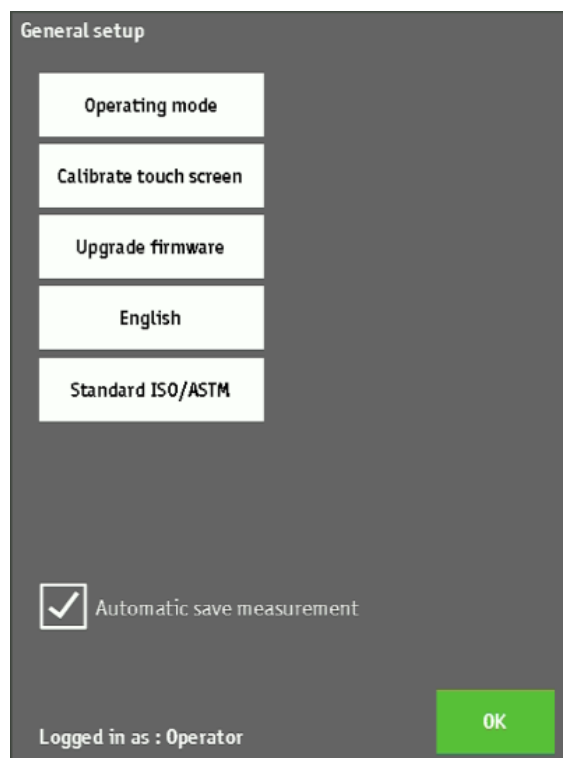 General setup
Operating mode
Calibrate touch screen
Upgrade firmware
English
Standard ISO/ASTM
Automatic save measurement
OK
Logged in as : Operator